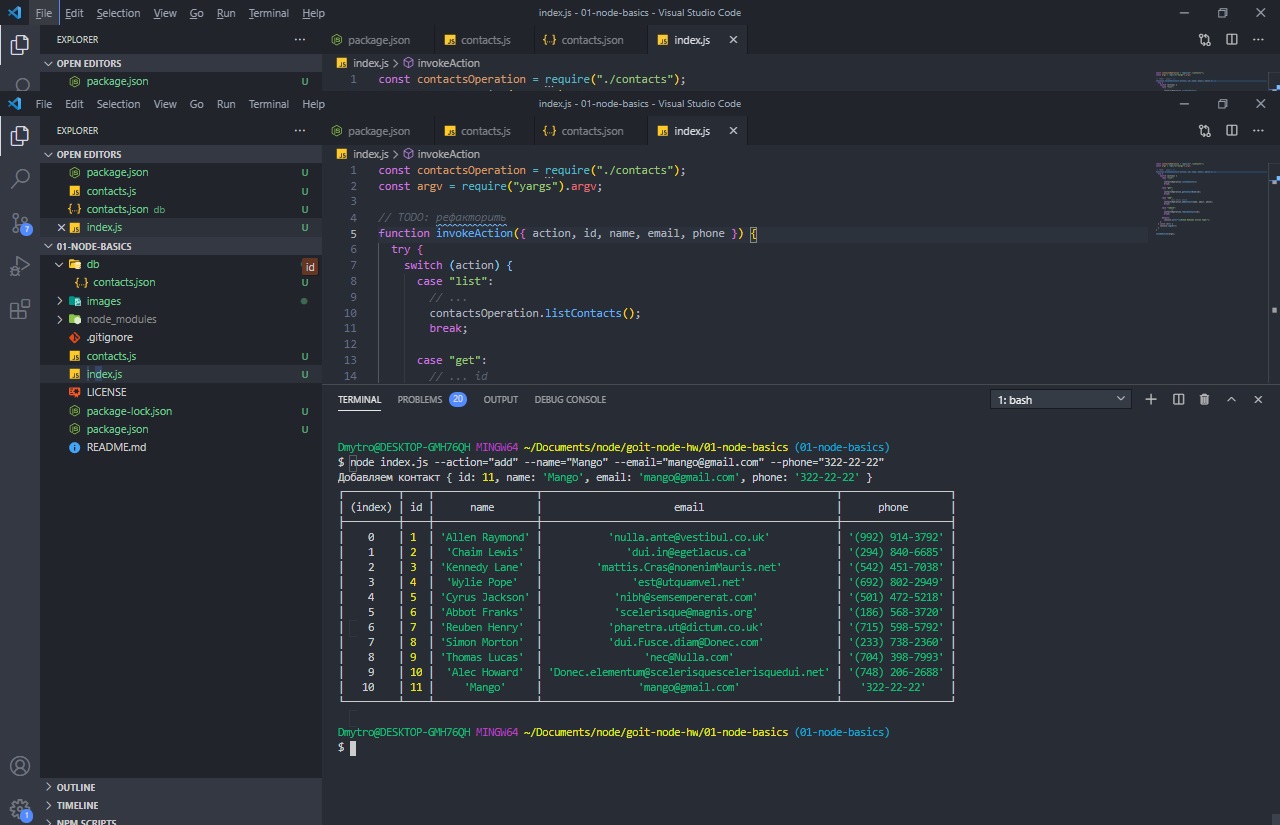 File Edit Selection View Go Run Terminal Help index.js - 01-node-basics - Visual Studio Code
EXPLORER package.json contacts.js contacts.json index.js
OPEN EDITORS index.js > invokeAction
package.json U 1 const contactsOperation = require("./contacts");
File Edit Selection View Go Run Terminal Help index.js - 01-node-basics - Visual Studio Code
EXPLORER
OPEN EDITORS
package.json U
contacts.js U
contacts.json db U
index.js U
01-NODE-BASICS
db id
contacts.json U
images
node_modules
.gitignore
contacts.js U
index.js U
LICENSE
package-lock.json U
package.json U
README.md
7
1
OUTLINE
TIMELINE
NPM SCRIPTS
package.json contacts.js contacts.json index.js
index.js > invokeAction
1 const contactsOperation = require("./contacts");
2 const argv = require("yargs").argv;
3
4 // TODO: рефакторить
5 function invokeAction({ action, id, name, email, phone }) {
6 try {
7 switch (action) {
8 case "list":
9 // ...
10 contactsOperation.listContacts();
11 break;
12
13 case "get":
14 // ... id
TERMINAL PROBLEMS 20 OUTPUT DEBUG CONSOLE 1: bash
Dmytro@DESKTOP-GMH76QH MINGW64 ~/Documents/node/goit-node-hw/01-node-basics (01-node-basics)
$ node index.js --action="add" --name="Mango" --email="mango@gmail.com" --phone="322-22-22"
Добавляем контакт { id: 11, name: 'Mango', email: 'mango@gmail.com', phone: '322-22-22' }
(index) id name email phone
0 1 'Allen Raymond' 'nulla.ante@vestibul.co.uk' '(992) 914-3792'
1 2 'Chaim Lewis' 'dui.in@egetlacus.ca' '(294) 840-6685'
2 3 'Kennedy Lane' 'mattis.Cras@nonenimMauris.net' '(542) 451-7038'
3 4 'Wylie Pope' 'est@utquamvel.net' '(692) 802-2949'
4 5 'Cyrus Jackson' 'nibh@semsempererat.com' '(501) 472-5218'
5 6 'Abbot Franks' 'scelerisque@magnis.org' '(186) 568-3720'
6 7 'Reuben Henry' 'pharetra.ut@dictum.co.uk' '(715) 598-5792'
7 8 'Simon Morton' 'dui.Fusce.diam@Donec.com' '(233) 738-2360'
8 9 'Thomas Lucas' 'nec@Nulla.com' '(704) 398-7993'
9 10 'Alec Howard' 'Donec.elementum@scelerisquescelerisquedui.net' '(748) 206-2688'
10 11 'Mango' 'mango@gmail.com' '322-22-22'
Dmytro@DESKTOP-GMH76QH MINGW64 ~/Documents/node/goit-node-hw/01-node-basics (01-node-basics)
$